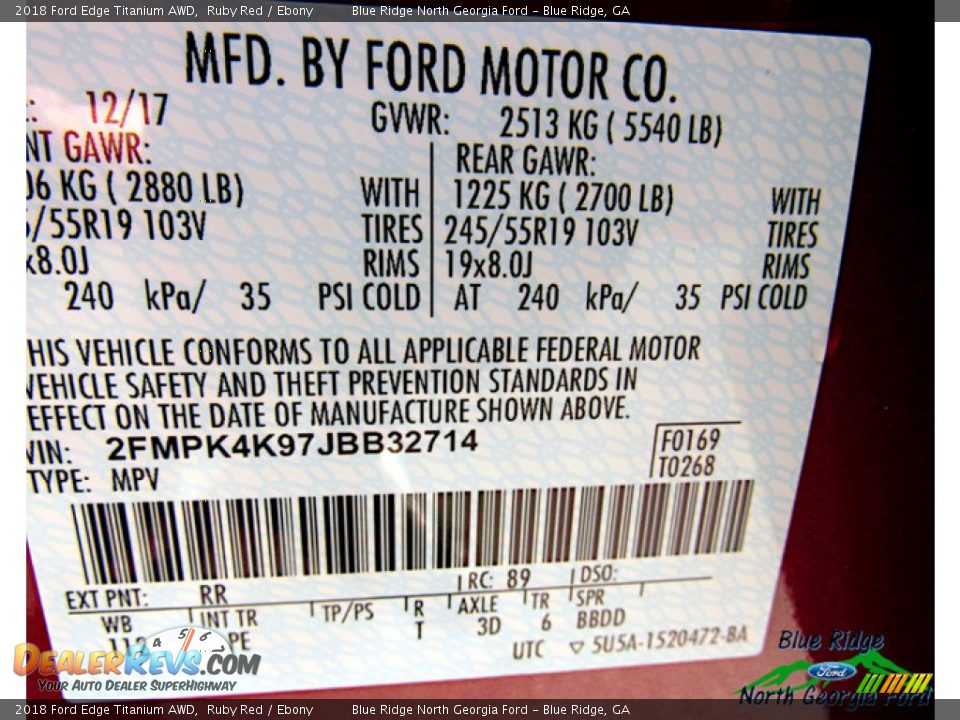 2018 Ford Edge Titanium AWD, Ruby Red / Ebony Blue Ridge North Georgia Ford - Blue Ridge, GA
MFD. BY FORD MOTOR CO.
: 12/17 GVWR: 2513 KG ( 5540 LB)
NT GAWR: REAR GAWR:
06 KG ( 2880 LB) WITH 1225 KG ( 2700 LB) WITH
/55R19 103V TIRES 245/55R19 103V TIRES
x8.0J RIMS 19x8.0J RIMS
240 kPa/ 35 PSI COLD AT 240 kPa/ 35 PSI COLD
HIS VEHICLE CONFORMS TO ALL APPLICABLE FEDERAL MOTOR
VEHICLE SAFETY AND THEFT PREVENTION STANDARDS IN
EFFECT ON THE DATE OF MANUFACTURE SHOWN ABOVE.
VIN: 2FMPK4K97JBB32714 F0169
TYPE: MPV T0268
EXT PNT: RR RC: 89 DSO:
WB INT TR TP/PS R AXLE TR SPR
PE T 3D 6 BBDD
UTC ▽ 5U5A-1520472-BA
4 5 6
DEALERREVS.COM
YOUR AUTO DEALER SUPERHIGHWAY
Blue Ridge
Ford
North Georgia Ford
2018 Ford Edge Titanium AWD, Ruby Red / Ebony Blue Ridge North Georgia Ford - Blue Ridge, GA